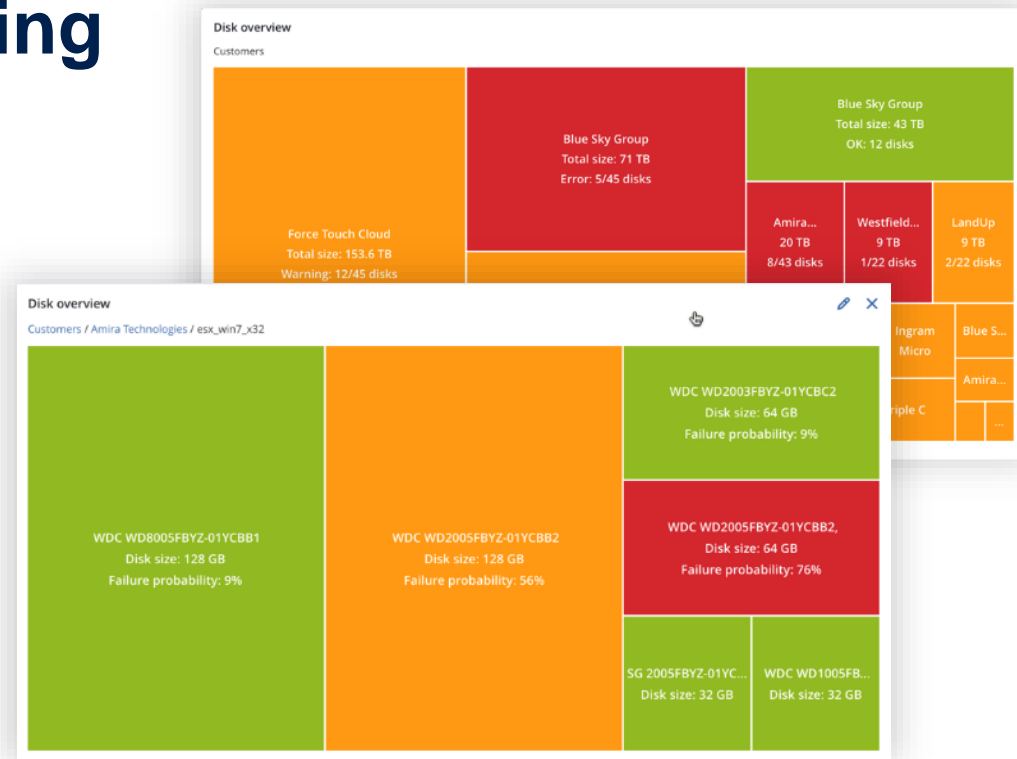 ing
Disk overview
Customers
Force Touch Cloud
Total size: 153.6 TB
Warning: 12/45 disks
Blue Sky Group
Total size: 71 TB
Error: 5/45 disks
Blue Sky Group
Total size: 43 TB
OK: 12 disks
Amira...
20 TB
8/43 disks
Westfield...
9 TB
1/22 disks
LandUp
9 TB
2/22 disks
Ingram
Micro
Blue S...
Amira...
riple C
...
Disk overview
Customers / Amira Technologies / esx_win7_x32
WDC WD8005FBYZ-01YCBB1
Disk size: 128 GB
Failure probability: 9%
WDC WD2005FBYZ-01YCBB2
Disk size: 128 GB
Failure probability: 56%
WDC WD2003FBYZ-01YCBC2
Disk size: 64 GB
Failure probability: 9%
WDC WD2005FBYZ-01YCBB2,
Disk size: 64 GB
Failure probability: 76%
SG 2005FBYZ-01YC...
Disk size: 32 GB
WDC WD1005FB...
Disk size: 32 GB